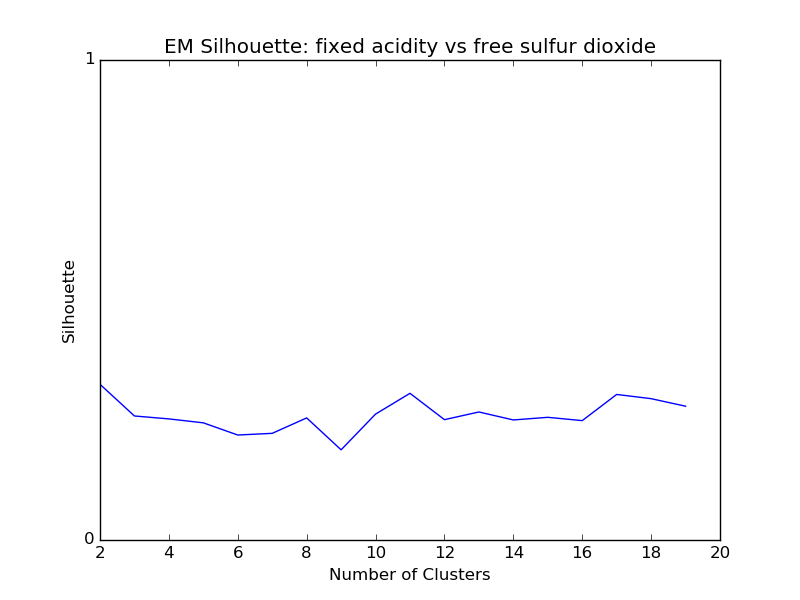 EM Silhouette: fixed acidity vs free sulfur dioxide
1
Silhouette
0
2 4 6 8 10 12 14 16 18 20
Number of Clusters